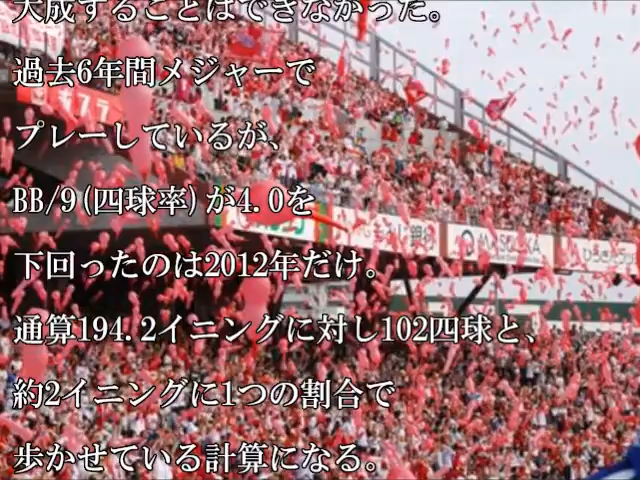 大成することはできなかった。
過去6年間メジャーで
プレーしているが、
BB/9(四球率)が4.0を
下回ったのは2012年だけ。
通算194.2イニングに対し102四球と、
約2イニングに1つの割合で
歩かせている計算になる。